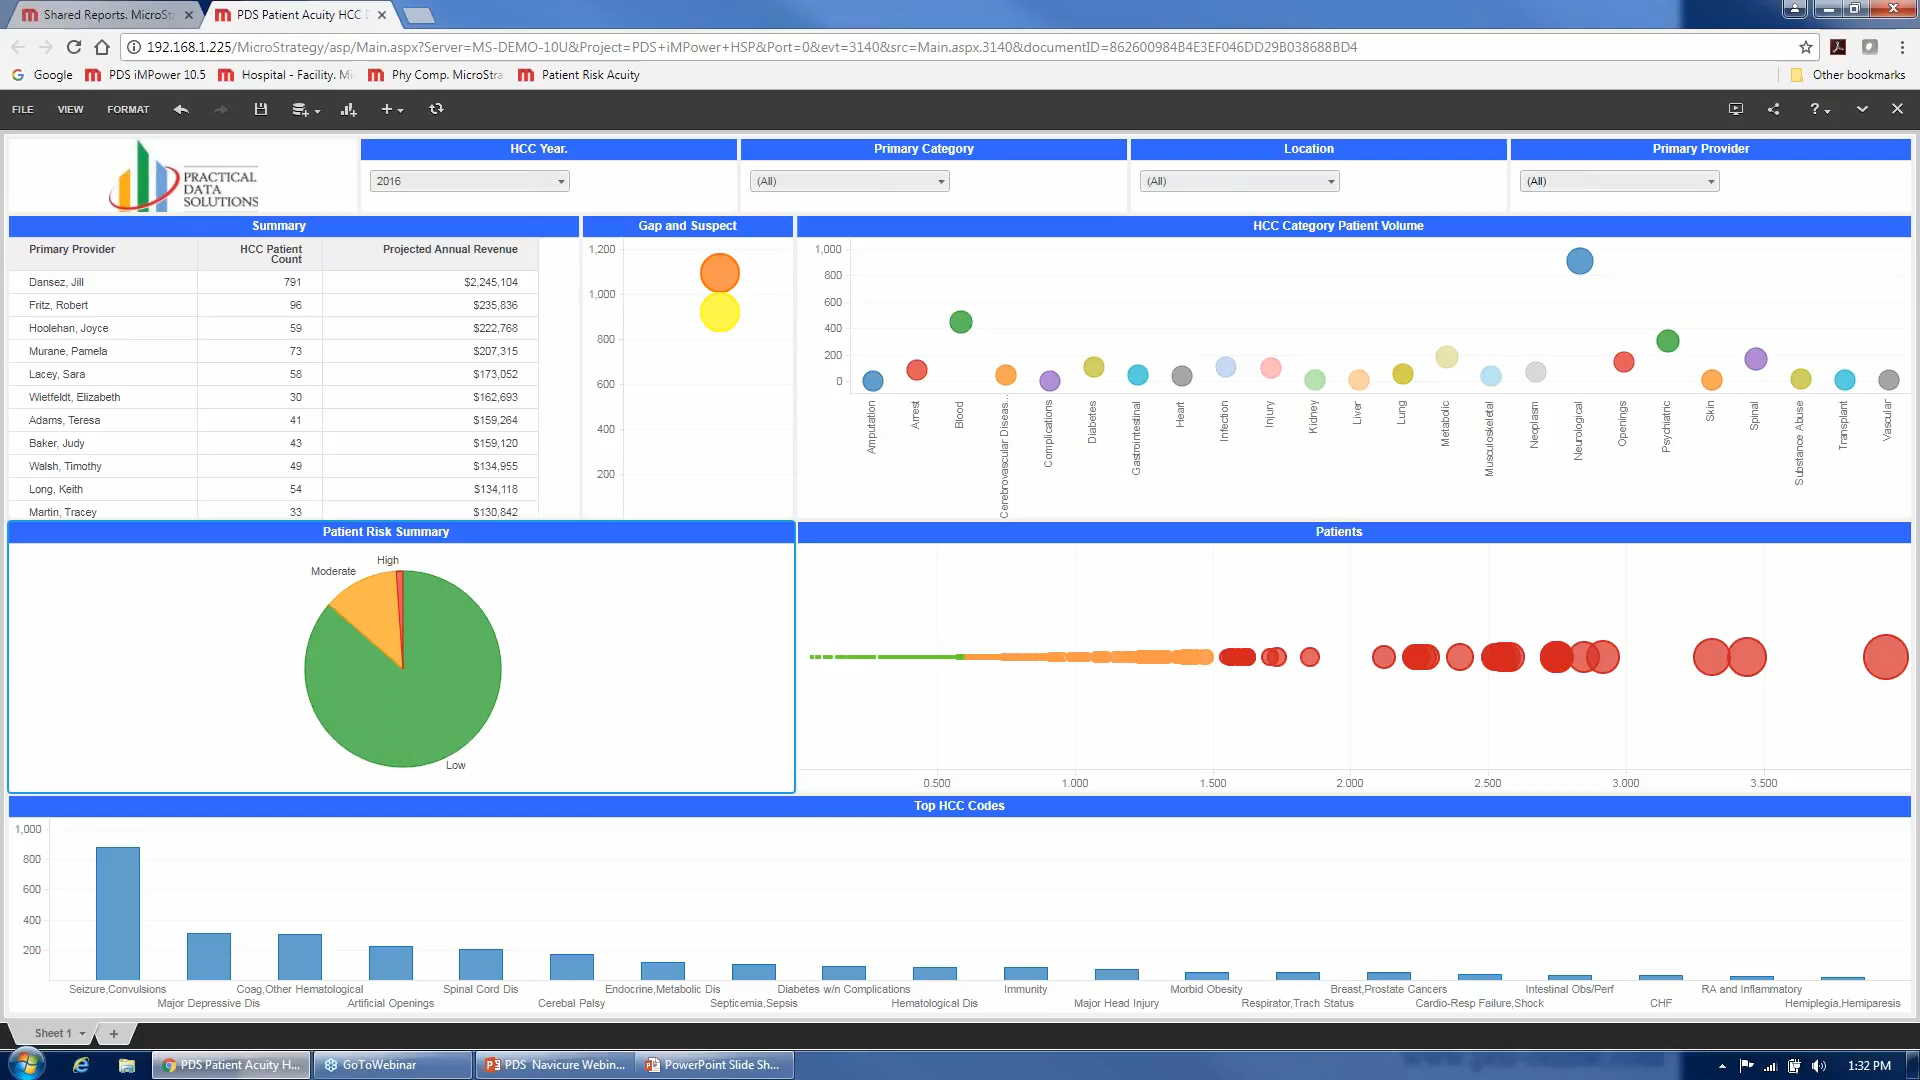 Shared Reports. MicroSt
PDS Patient Acuity HCC
192.168.1.225/MicroStrategy/asp/Main.aspx?Server=MS-DEMO-10U&Project=PDS+iMPower+HSP&Port=0&evt=3140&src=Main.aspx.3140&documentID=862600984B4E3EF046DD29B038688BD4
Google PDS iMPower 10.5 Hospital - Facility. Mi Phy Comp. MicroStra Patient Risk Acuity Other bookmarks
FILE VIEW FORMAT
PRACTICAL
DATA
SOLUTIONS
HCC Year. Primary Category Location Primary Provider
2016 (All) (All) (All)
Summary
Primary Provider HCC Patient Count Projected Annual Revenue
Dansez, Jill 791 $2,245,104
Fritz, Robert 96 $235,836
Hoolehan, Joyce 59 $222,768
Murane, Pamela 73 $207,315
Lacey, Sara 58 $173,052
Wietfeldt, Elizabeth 30 $162,693
Adams, Teresa 41 $159,264
Baker, Judy 43 $159,120
Walsh, Timothy 49 $134,955
Long, Keith 54 $134,118
Martin, Tracey 33 $130,842
Gap and Suspect
1,200
1,000
800
600
400
200
HCC Category Patient Volume
1,000
800
600
400
200
0
Amputation
Arrest
Blood
Cerebrovascular Diseas...
Complications
Diabetes
Gastrointestinal
Heart
Infection
Injury
Kidney
Liver
Lung
Metabolic
Musculoskeletal
Neoplasm
Neurological
Openings
Psychiatric
Skin
Spinal
Substance Abuse
Transplant
Vascular
Patient Risk Summary
High
Moderate
Low
Patients
0.500 1.000 1.500 2.000 2.500 3.000 3.500
Top HCC Codes
1,000
800
600
400
200
Seizure,Convulsions Coag,Other Hematological Spinal Cord Dis Endocrine,Metabolic Dis Diabetes w/n Complications Immunity Morbid Obesity Breast,Prostate Cancers Intestinal Obs/Perf RA and Inflammatory
Major Depressive Dis Artificial Openings Cerebal Palsy Septicemia,Sepsis Hematological Dis Major Head Injury Respirator,Trach Status Cardio-Resp Failure,Shock CHF Hemiplegia,Hemiparesis
Sheet 1
PDS Patient Acuity H... GoToWebinar PDS Navicure Webin... PowerPoint Slide Sh... 1:32 PM